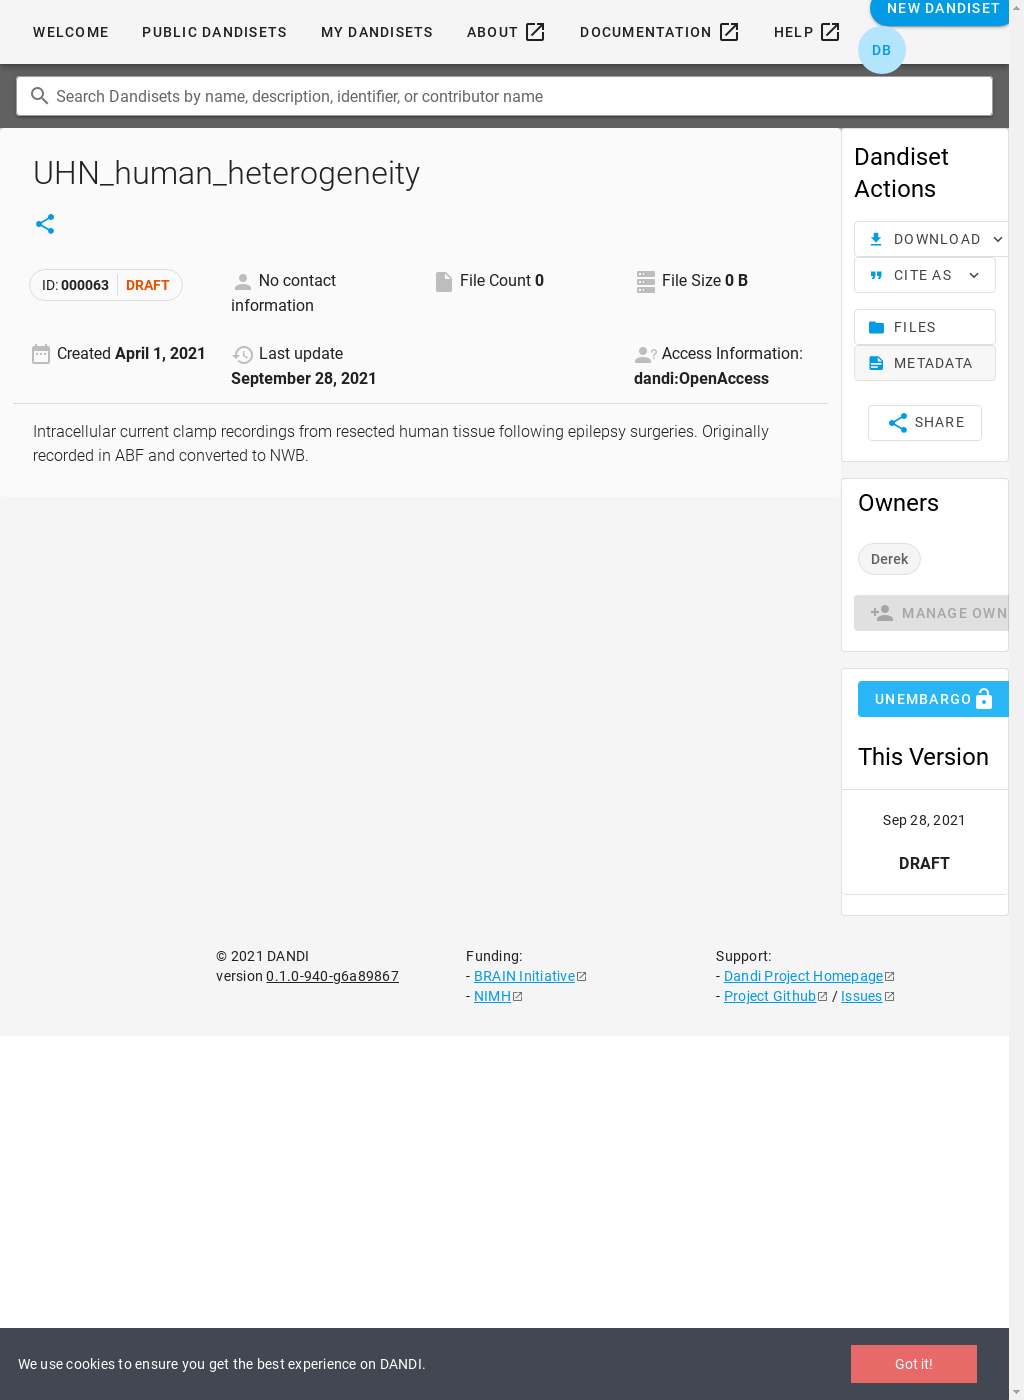 WELCOME
PUBLIC DANDISETS
MY DANDISETS
ABOUT
DOCUMENTATION
HELP
NEW DANDISET
DB
Search Dandisets by name, description, identifier, or contributor name
UHN_human_heterogeneity
ID: 000063 DRAFT
No contact
information
File Count 0
File Size 0 B
Created April 1, 2021
Last update
September 28, 2021
Access Information:
dandi:OpenAccess
Intracellular current clamp recordings from resected human tissue following epilepsy surgeries. Originally
recorded in ABF and converted to NWB.
Dandiset
Actions
DOWNLOAD
CITE AS
FILES
METADATA
SHARE
Owners
Derek
MANAGE OWN
UNEMBARGO
This Version
Sep 28, 2021
DRAFT
© 2021 DANDI
version 0.1.0-940-g6a89867
Funding:
- BRAIN Initiative
- NIMH
Support:
- Dandi Project Homepage
- Project Github / Issues
We use cookies to ensure you get the best experience on DANDI.
Got it!